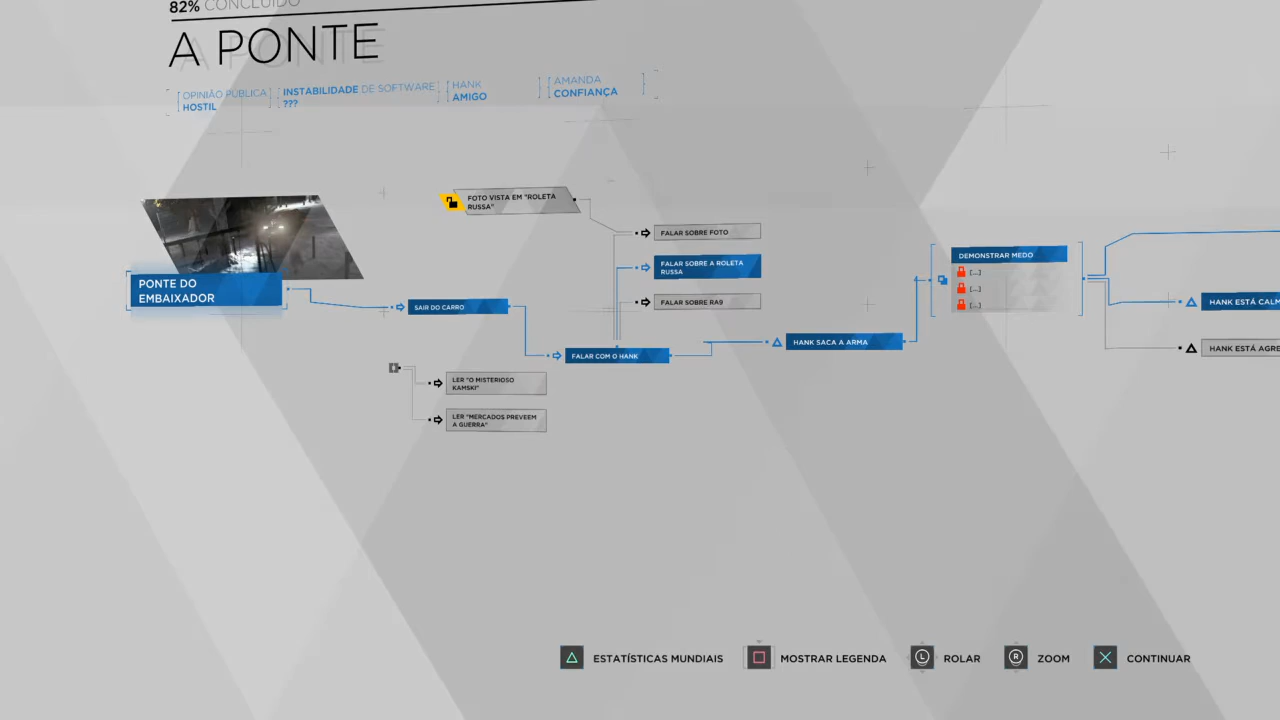 82% CONCLUÍDO
A PONTE
OPINIÃO PÚBLICA
HOSTIL
INSTABILIDADE DE SOFTWARE
???
HANK
AMIGO
AMANDA
CONFIANÇA
FOTO VISTA EM "ROLETA
RUSSA"
FALAR SOBRE FOTO
FALAR SOBRE A ROLETA
RUSSA
FALAR SOBRE RA9
PONTE DO
EMBAIXADOR
SAIR DO CARRO
FALAR COM O HANK
HANK SACA A ARMA
DEMONSTRAR MEDO
[...]
[...]
[...]
HANK ESTÁ CALM
HANK ESTÁ AGRE
LER "O MISTERIOSO
KAMSKI"
LER "MERCADOS PREVEEM
A GUERRA"
ESTATÍSTICAS MUNDIAIS
MOSTRAR LEGENDA
L
ROLAR
R
ZOOM
CONTINUAR